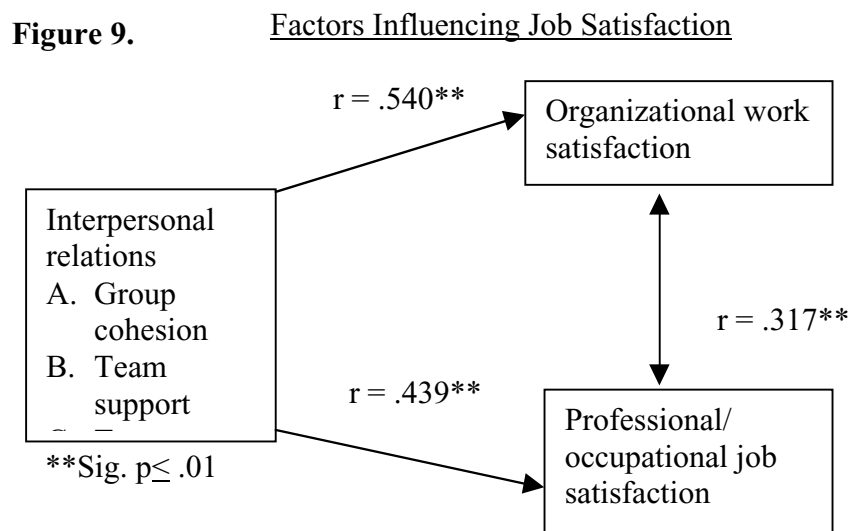 Figure 9.
Factors Influencing Job Satisfaction
r = .540**
Organizational work
satisfaction
Interpersonal
relations
A. Group
cohesion
B. Team
support
r = .317**
r = .439**
Professional/
occupational job
satisfaction
**Sig. p≤ .01